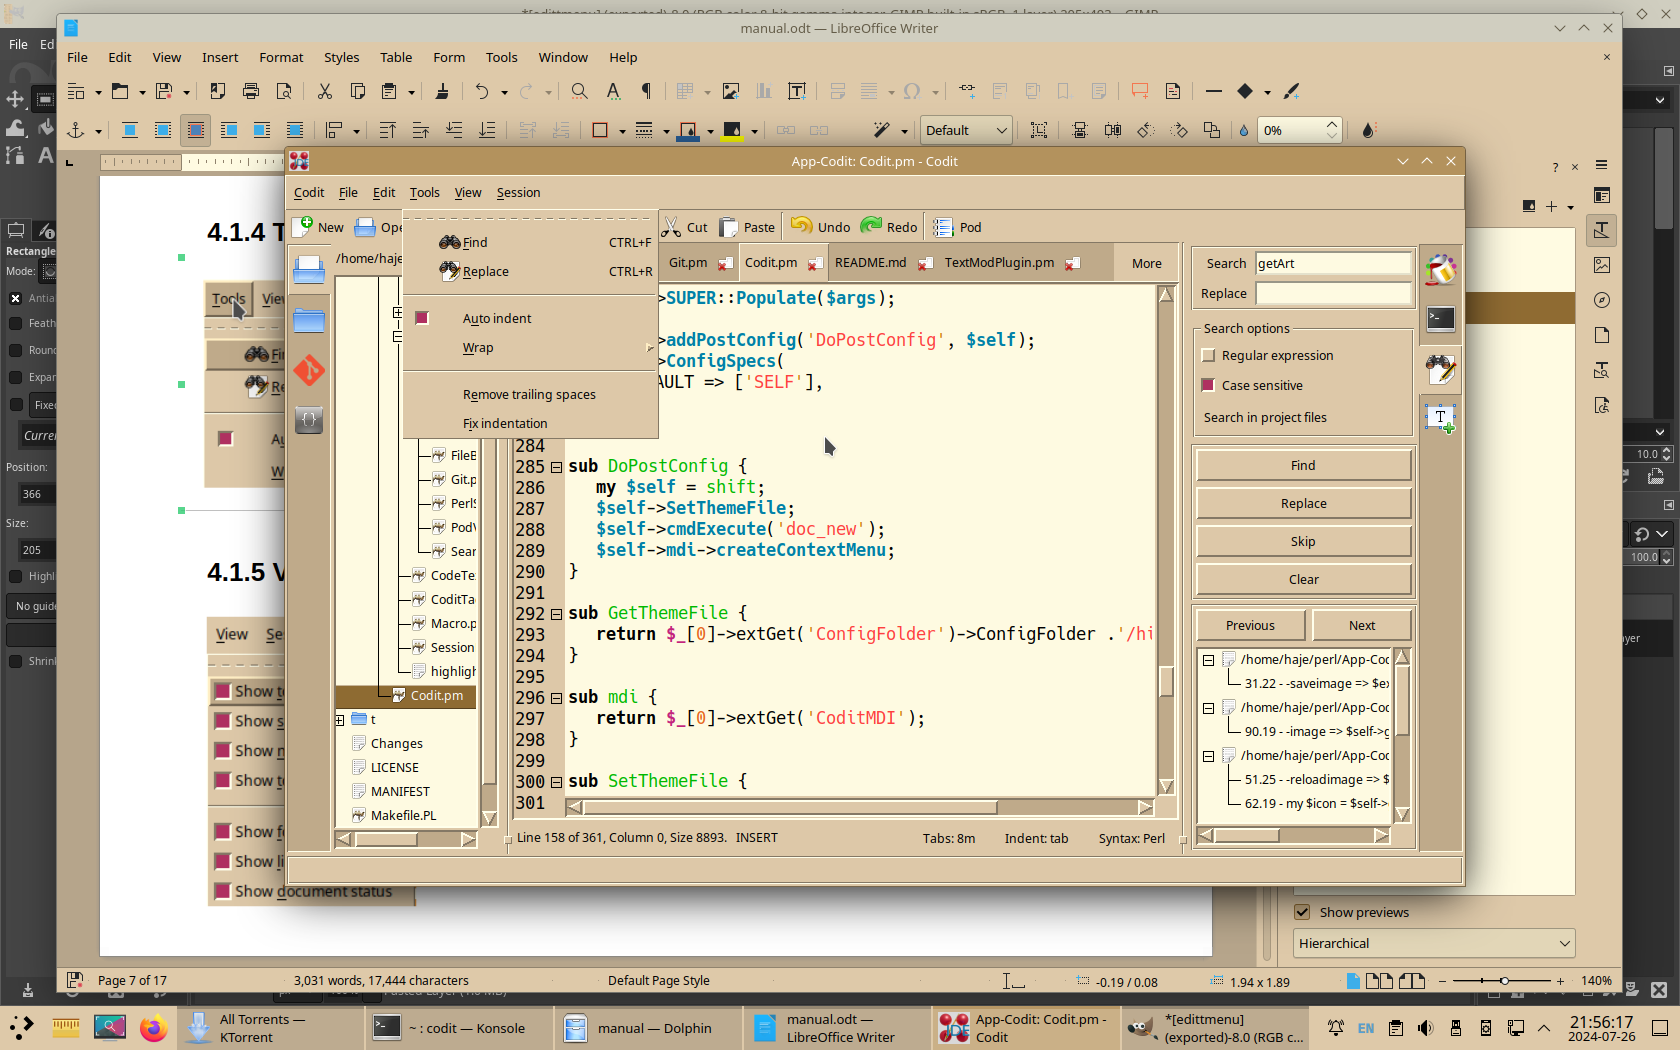 *[edittmenu] (exported)-8.0 (RGB color 8-bit gamma integer, GIMP built-in sRGB, 1 layer) 205x402 – GIMP
manual.odt — LibreOffice Writer
File Ed
File Edit View Insert Format Styles Table Form Tools Window Help
Default
0%
App-Codit: Codit.pm - Codit
Codit File Edit Tools View Session
New Ope
Cut Paste Undo Redo Pod
4.1.4 T
Tools Vie
Fi
Re
A
W
4.1.5 V
View Se
Show t
Show s
Show n
Show t
Show f
Show li
Show document status
Rectangle
Mode:
Antia
Feath
Roun
Expan
Fixed
Curre
Position:
366
Size:
205
Highli
No guid
Shrin
/home/haje
Find CTRL+F
Replace CTRL+R
Auto indent
Wrap
Remove trailing spaces
Fix indentation
FileB
Git.p
Perl
Pod
Sear
CodeTe
CoditTa
Macro.p
Session
highligh
Codit.pm
t
Changes
LICENSE
MANIFEST
Makefile.PL
Git.pm Codit.pm README.md TextModPlugin.pm More
>SUPER::Populate($args);
>addPostConfig('DoPostConfig', $self);
>ConfigSpecs(
AULT => ['SELF'],
284
285 sub DoPostConfig {
286 my $self = shift;
287 $self->SetThemeFile;
288 $self->cmdExecute('doc_new');
289 $self->mdi->createContextMenu;
290 }
291
292 sub GetThemeFile {
293 return $_[0]->extGet('ConfigFolder')->ConfigFolder .'/hi
294 }
295
296 sub mdi {
297 return $_[0]->extGet('CoditMDI');
298 }
299
300 sub SetThemeFile {
301
Line 158 of 361, Column 0, Size 8893. INSERT
Tabs: 8m Indent: tab Syntax: Perl
Search getArt
Replace
Search options
Regular expression
Case sensitive
Search in project files
Find
Replace
Skip
Clear
Previous Next
/home/haje/perl/App-Cod
31.22 - -saveimage => $e
/home/haje/perl/App-Cod
90.19 - -image => $self->g
/home/haje/perl/App-Cod
51.25 - -reloadimage => $
62.19 - my $icon = $self->
10.0
100.0
ayer
Show previews
Hierarchical
Page 7 of 17
3,031 words, 17,444 characters
Default Page Style
-0.19 / 0.08
1.94 x 1.89
140%
All Torrents — KTorrent
~ : codit — Konsole
manual — Dolphin
manual.odt — LibreOffice Writer
App-Codit: Codit.pm - Codit
*[edittmenu] (exported)-8.0 (RGB c...
EN
21:56:17
2024-07-26